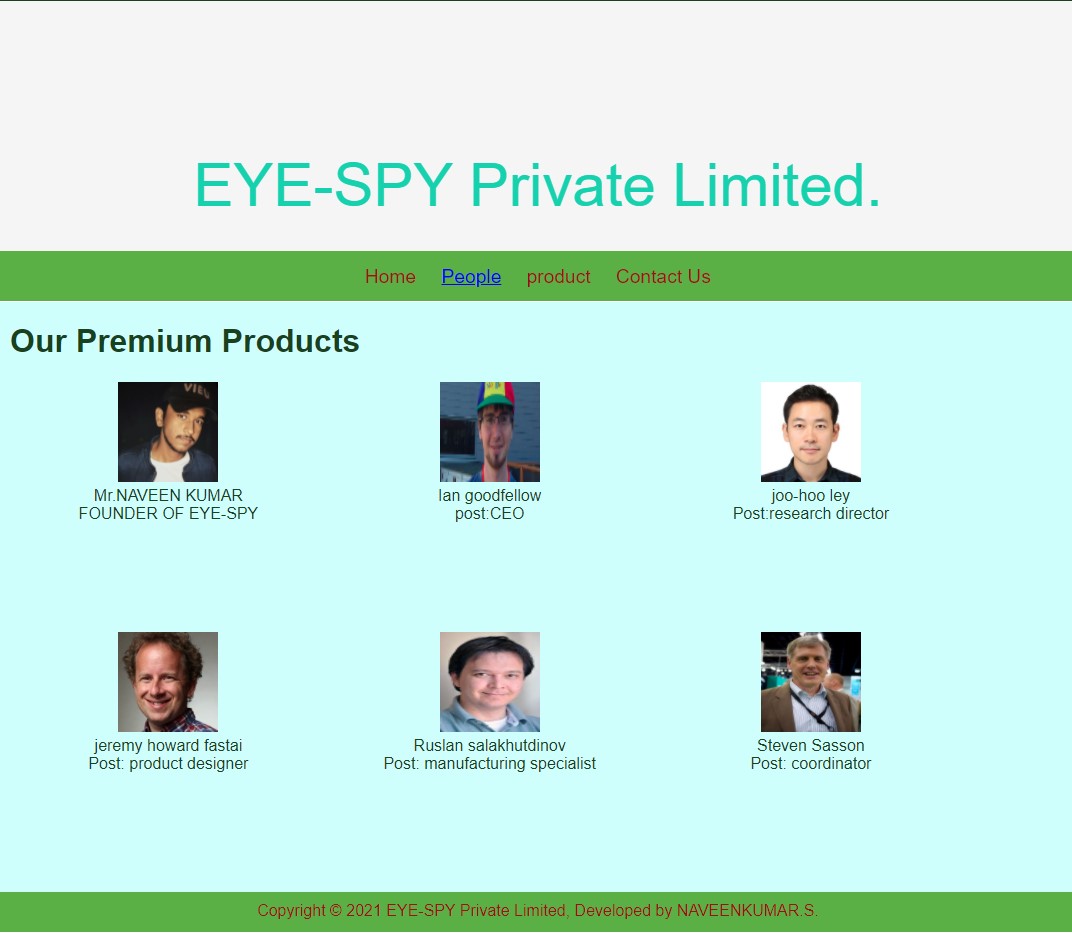 EYE-SPY Private Limited.
Home People product Contact Us
Our Premium Products
Mr.NAVEEN KUMAR
FOUNDER OF EYE-SPY
Ian goodfellow
post:CEO
joo-hoo ley
Post:research director
jeremy howard fastai
Post: product designer
Ruslan salakhutdinov
Post: manufacturing specialist
Steven Sasson
Post: coordinator
Copyright © 2021 EYE-SPY Private Limited, Developed by NAVEENKUMAR.S.